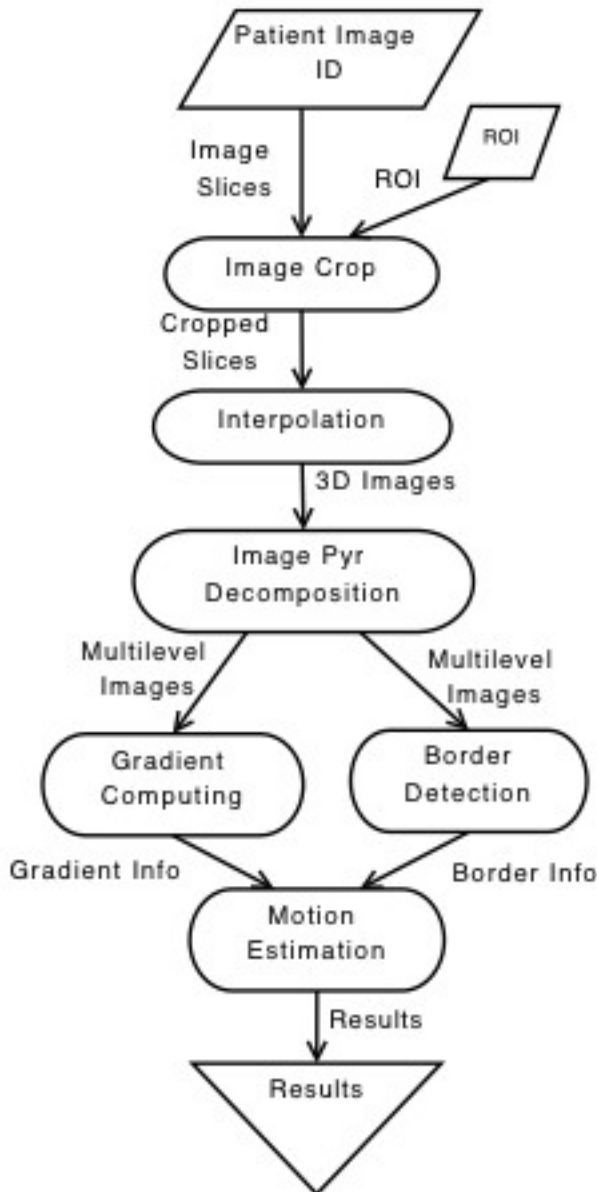 Patient Image
ID
ROI
Image
Slices
ROI
Image Crop
Cropped
Slices
Interpolation
3D Images
Image Pyr
Decomposition
Multilevel
Images
Multilevel
Images
Gradient
Computing
Border
Detection
Gradient Info
Border Info
Motion
Estimation
Results
Results